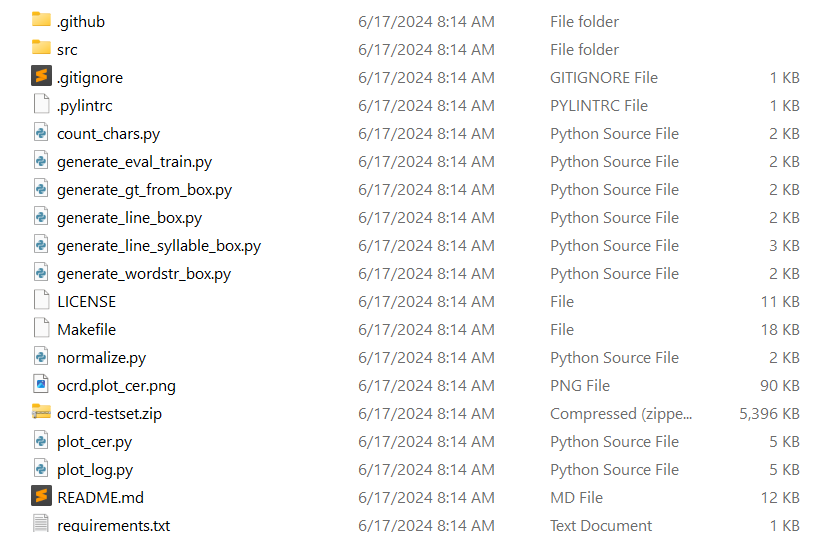 .github 6/17/2024 8:14 AM File folder
src 6/17/2024 8:14 AM File folder
.gitignore 6/17/2024 8:14 AM GITIGNORE File 1 KB
.pylintrc 6/17/2024 8:14 AM PYLINTRC File 1 KB
count_chars.py 6/17/2024 8:14 AM Python Source File 2 KB
generate_eval_train.py 6/17/2024 8:14 AM Python Source File 2 KB
generate_gt_from_box.py 6/17/2024 8:14 AM Python Source File 2 KB
generate_line_box.py 6/17/2024 8:14 AM Python Source File 2 KB
generate_line_syllable_box.py 6/17/2024 8:14 AM Python Source File 3 KB
generate_wordstr_box.py 6/17/2024 8:14 AM Python Source File 2 KB
LICENSE 6/17/2024 8:14 AM File 11 KB
Makefile 6/17/2024 8:14 AM File 18 KB
normalize.py 6/17/2024 8:14 AM Python Source File 2 KB
ocrd.plot_cer.png 6/17/2024 8:14 AM PNG File 90 KB
ocrd-testset.zip 6/17/2024 8:14 AM Compressed (zippe... 5,396 KB
plot_cer.py 6/17/2024 8:14 AM Python Source File 5 KB
plot_log.py 6/17/2024 8:14 AM Python Source File 5 KB
README.md 6/17/2024 8:14 AM MD File 12 KB
requirements.txt 6/17/2024 8:14 AM Text Document 1 KB